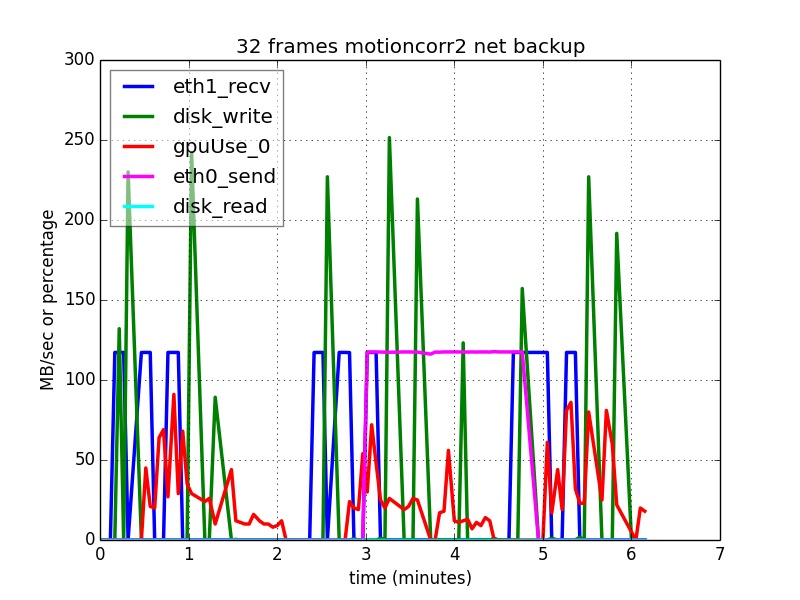 32 frames motioncorr2 net backup
300
250
200
150
100
50
0
MB/sec or percentage
eth1_recv
disk_write
gpuUse_0
eth0_send
disk_read
0 1 2 3 4 5 6 7
time (minutes)